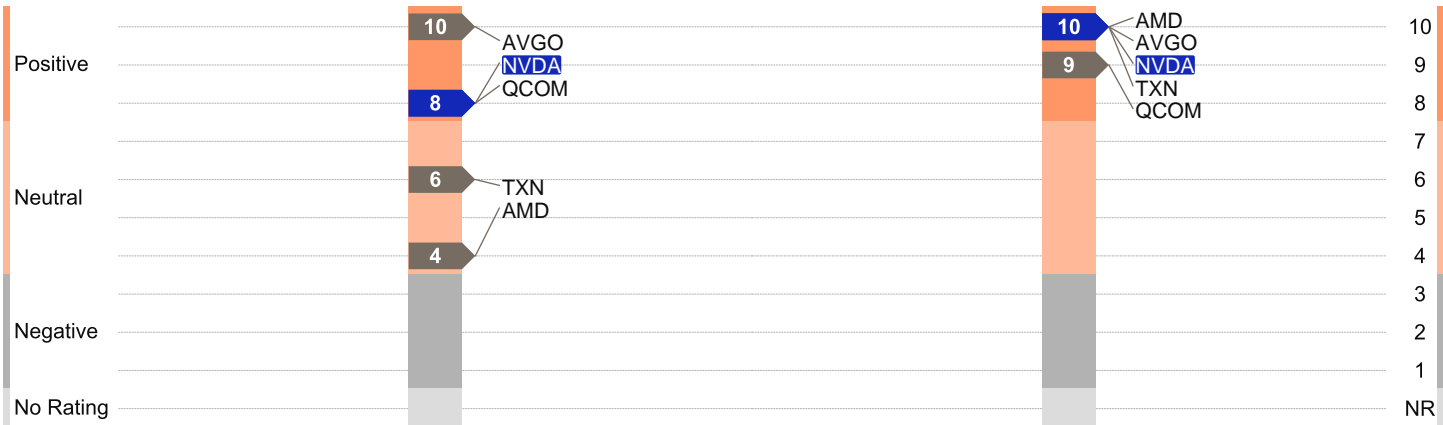 10 AVGO 10 AMD 10
AVGO
Positive NVDA 9 NVDA 9
8 QCOM TXN 8
QCOM
7
6 TXN 6
Neutral
AMD 5
4 4
3
Negative 2
1
No Rating NR